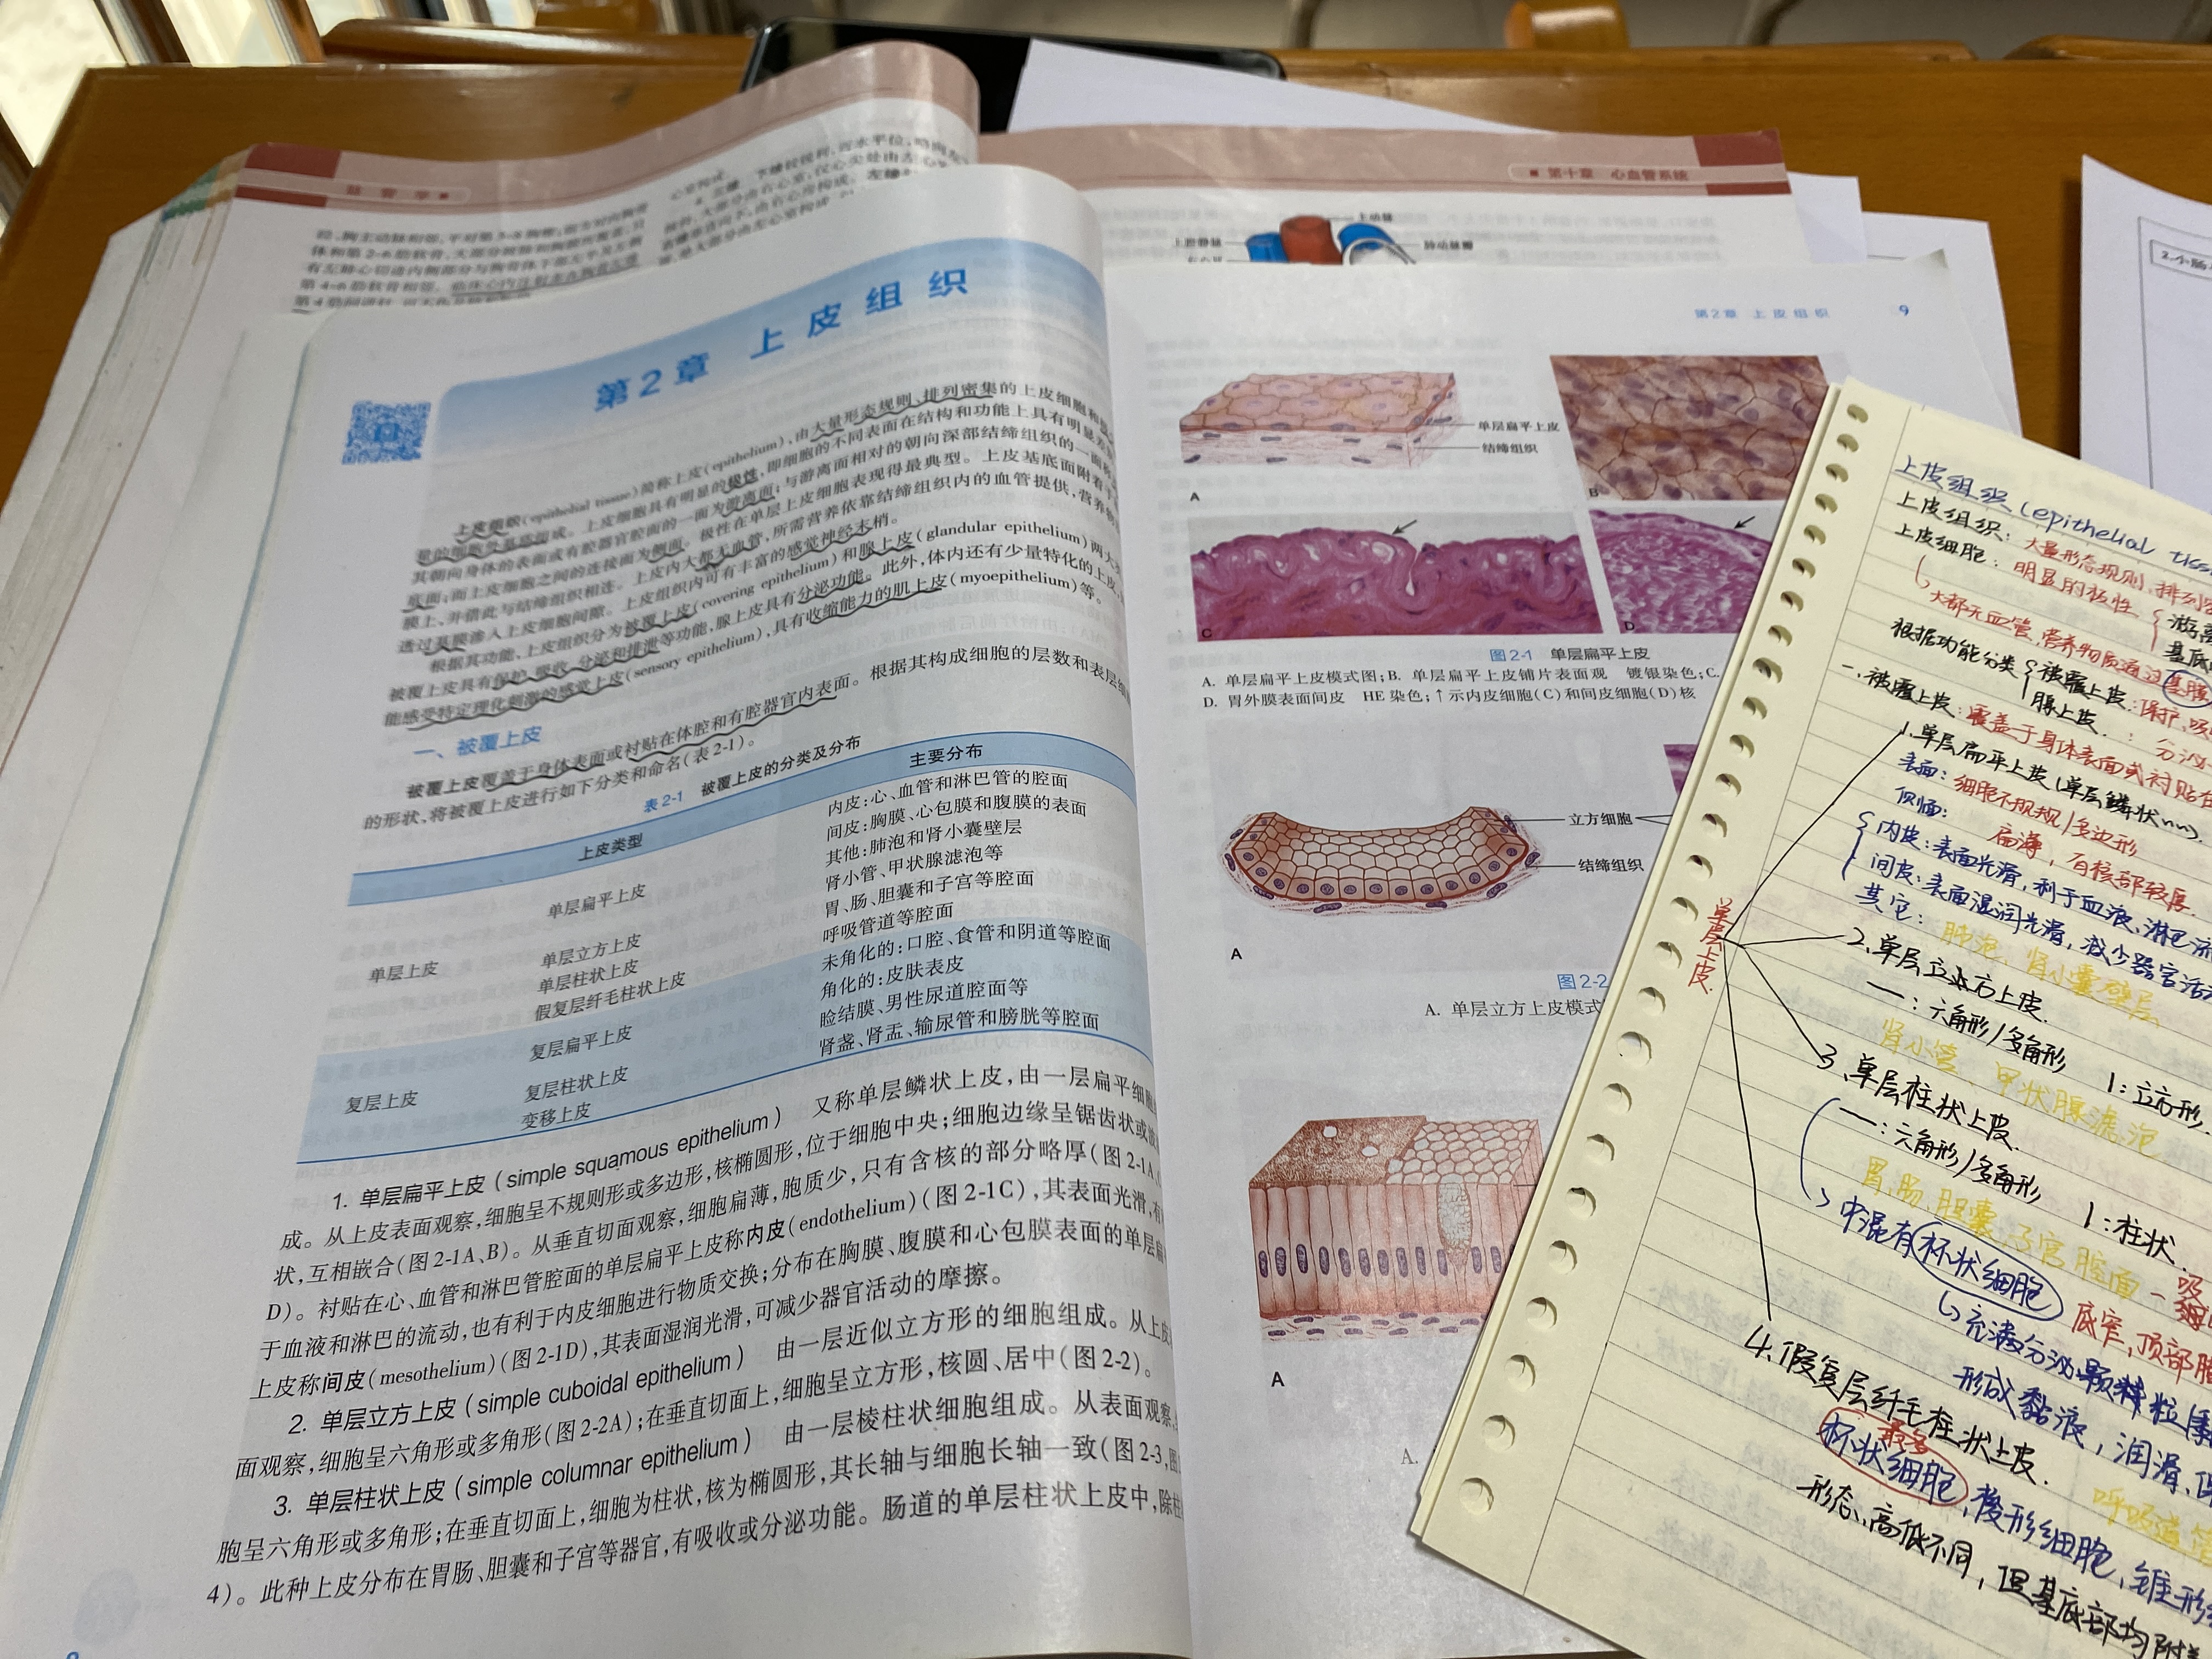 第十章 心血管系统
上腔静脉
主动脉
肺动脉瓣
第4-6肋软骨相邻。
第2章 上皮组织
上皮组织(epithelial tissue)简称上皮(epithelium),由大量形态规则、排列密集的上皮细胞和
量的细胞外基质组成。上皮细胞具有明显的极性,即细胞的不同表面在结构和功能上具有明显
其朝向身体的表面或有腔器官腔面的一面为游离面;与游离面相对的朝向深部结缔组织的一面
底面;而上皮细胞之间的连接面为侧面。极性在单层上皮细胞表现得最典型。上皮基底面附着于
膜上,并借此与结缔组织相连。上皮内大都无血管,所需营养依靠结缔组织内的血管提供,营养
透过基膜渗入上皮细胞间隙。上皮组织内可有丰富的感觉神经末梢。
根据其功能,上皮组织分为被覆上皮(covering epithelium)和腺上皮(glandular epithelium)两大
被覆上皮具有保护、吸收、分泌和排泄等功能,腺上皮具有分泌功能。此外,体内还有少量特化的上皮,
能感受特定理化刺激的感觉上皮(sensory epithelium),具有收缩能力的肌上皮(myoepithelium)等。
一、被覆上皮
被覆上皮覆盖于身体表面或衬贴在体腔和有腔器官内表面。根据其构成细胞的层数和表层细
的形状,将被覆上皮进行如下分类和命名(表2-1)。
表2-1 被覆上皮的分类及分布
上皮类型 主要分布
单层上皮 单层扁平上皮 内皮:心、血管和淋巴管的腔面
间皮:胸膜、心包膜和腹膜的表面
其他:肺泡和肾小囊壁层
单层立方上皮 肾小管、甲状腺滤泡等
单层柱状上皮 胃、肠、胆囊和子宫等腔面
假复层纤毛柱状上皮 呼吸管道等腔面
复层上皮 复层扁平上皮 未角化的:口腔、食管和阴道等腔面
角化的:皮肤表皮
复层柱状上皮 睑结膜、男性尿道腔面等
变移上皮 肾盏、肾盂、输尿管和膀胱等腔面
1. 单层扁平上皮(simple squamous epithelium) 又称单层鳞状上皮,由一层扁平细胞
成。从上皮表面观察,细胞呈不规则形或多边形,核椭圆形,位于细胞中央;细胞边缘呈锯齿状或
状,互相嵌合(图2-1A、B)。从垂直切面观察,细胞扁薄,胞质少,只有含核的部分略厚(图2-1A、
D)。衬贴在心、血管和淋巴管腔面的单层扁平上皮称内皮(endothelium)(图2-1C),其表面光滑,有
于血液和淋巴的流动,也有利于内皮细胞进行物质交换;分布在胸膜、腹膜和心包膜表面的单层扁
上皮称间皮(mesothelium)(图2-1D),其表面湿润光滑,可减少器官活动的摩擦。
2. 单层立方上皮(simple cuboidal epithelium) 由一层近似立方形的细胞组成。从上皮
面观察,细胞呈六角形或多角形(图2-2A);在垂直切面上,细胞呈立方形,核圆、居中(图2-2)。
3. 单层柱状上皮(simple columnar epithelium) 由一层棱柱状细胞组成。从表面观察,
胞呈六角形或多角形;在垂直切面上,细胞为柱状,核为椭圆形,其长轴与细胞长轴一致(图2-3,图
4)。此种上皮分布在胃肠、胆囊和子宫等器官,有吸收或分泌功能。肠道的单层柱状上皮中,除柱
第2章 上皮组织 9
单层扁平上皮
结缔组织
A
B
C
D
图2-1 单层扁平上皮
A. 单层扁平上皮模式图;B. 单层扁平上皮铺片表面观 镀银染色;C.
D. 胃外膜表面间皮 HE染色;↑示内皮细胞(C)和间皮细胞(D)核
立方细胞
结缔组织
A
图2-2
A. 单层立方上皮模式
A
A.
上皮组织(epithelial tiss
上皮组织:大量形态规则、排列密
上皮细胞:明显的极性 { 游离
基底
大部无血管,营养物质通过基膜
根据功能分类 { 被覆上皮:保护、吸
腺上皮:分泌
一.被覆上皮:覆盖于身体表面或衬贴在
单层上皮
1.单层扁平上皮(单层鳞状~~).
表面:细胞不规规/多边形
侧面:扁薄,有核部较厚.
内皮:表面光滑,利于血液、淋巴流
间皮:表面湿润光滑,减少器官活
其它:肺泡、肾小囊壁层
2.单层立方上皮.
一:六角形/多角形 1:立方形.
肾小管、甲状腺滤泡
3.单层柱状上皮.
一:六角形/多角形 1:柱状.
胃、肠、胆囊、子宫腔面
中混有杯状细胞 底窄,顶部膨
充满分泌颗粒
形成黏液,润滑、
4.假复层纤毛柱状上皮.
最多
杯状细胞,梭形细胞,锥形
呼吸道
形态、高低不同,但基底部均附
2.小肠